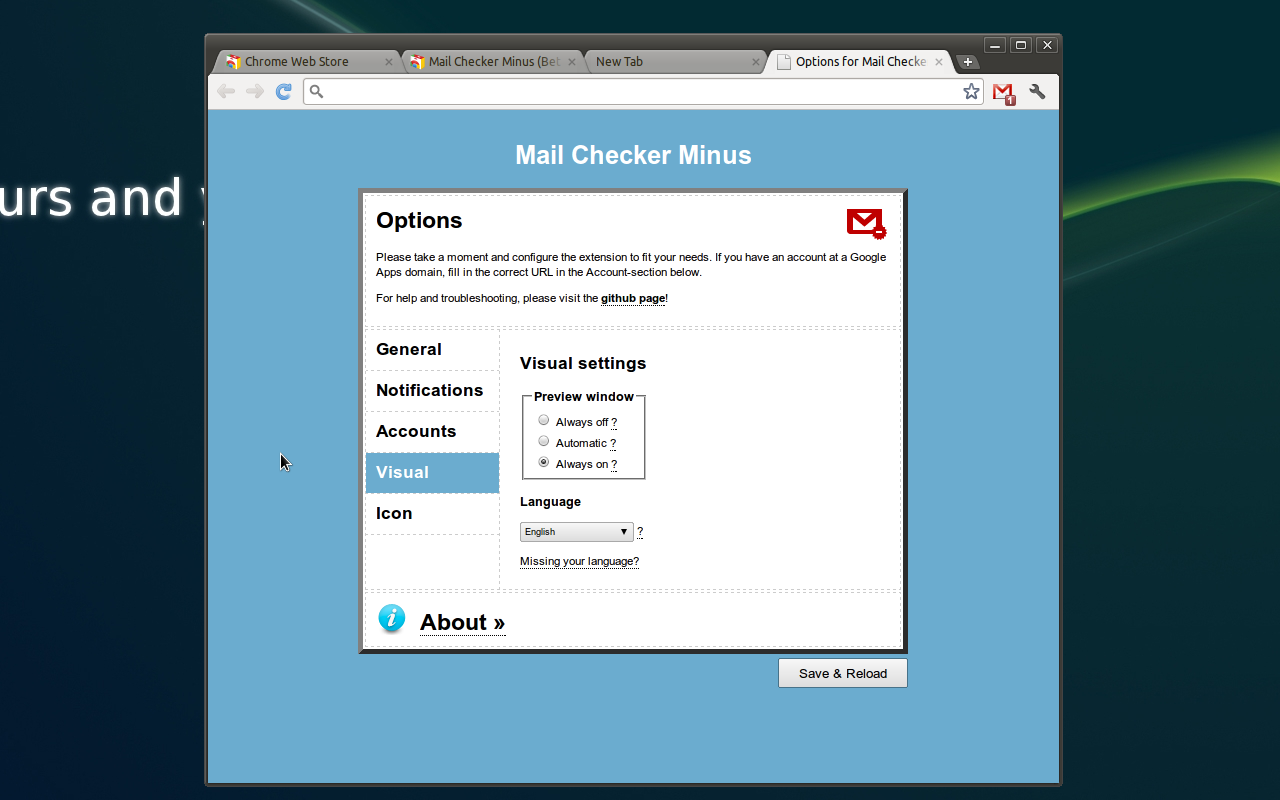 Chrome Web Store
Mail Checker Minus (Bet
New Tab
Options for Mail Checke
1
urs and
Mail Checker Minus
Options
Please take a moment and configure the extension to fit your needs. If you have an account at a Google
Apps domain, fill in the correct URL in the Account-section below.
For help and troubleshooting, please visit the github page!
General
Notifications
Accounts
Visual
Icon
Visual settings
Preview window
Always off ?
Automatic ?
Always on ?
Language
English ?
Missing your language?
About »
Save & Reload